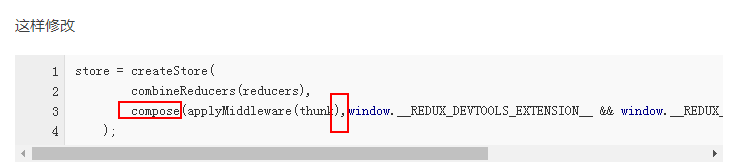 这样修改
1 store = createStore(
2 combineReducers(reducers),
3 compose(applyMiddleware(thunk),window.__REDUX_DEVTOOLS_EXTENSION__ && window.__REDUX_
4 );